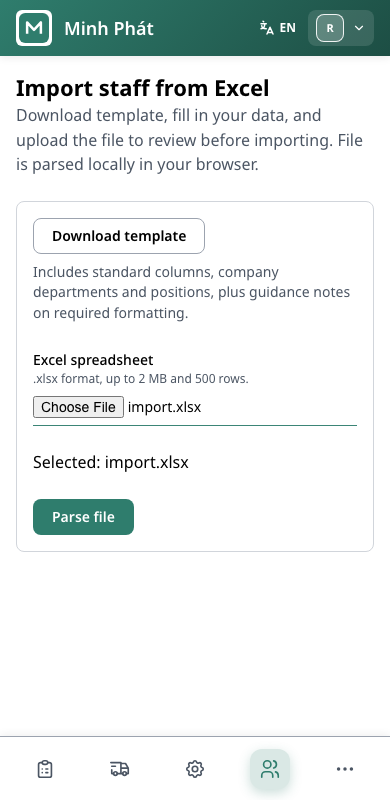 Minh Phát
EN
R
Import staff from Excel
Download template, fill in your data, and
upload the file to review before importing. File
is parsed locally in your browser.
Download template
Includes standard columns, company
departments and positions, plus guidance notes
on required formatting.
Excel spreadsheet
.xlsx format, up to 2 MB and 500 rows.
Choose File import.xlsx
Selected: import.xlsx
Parse file